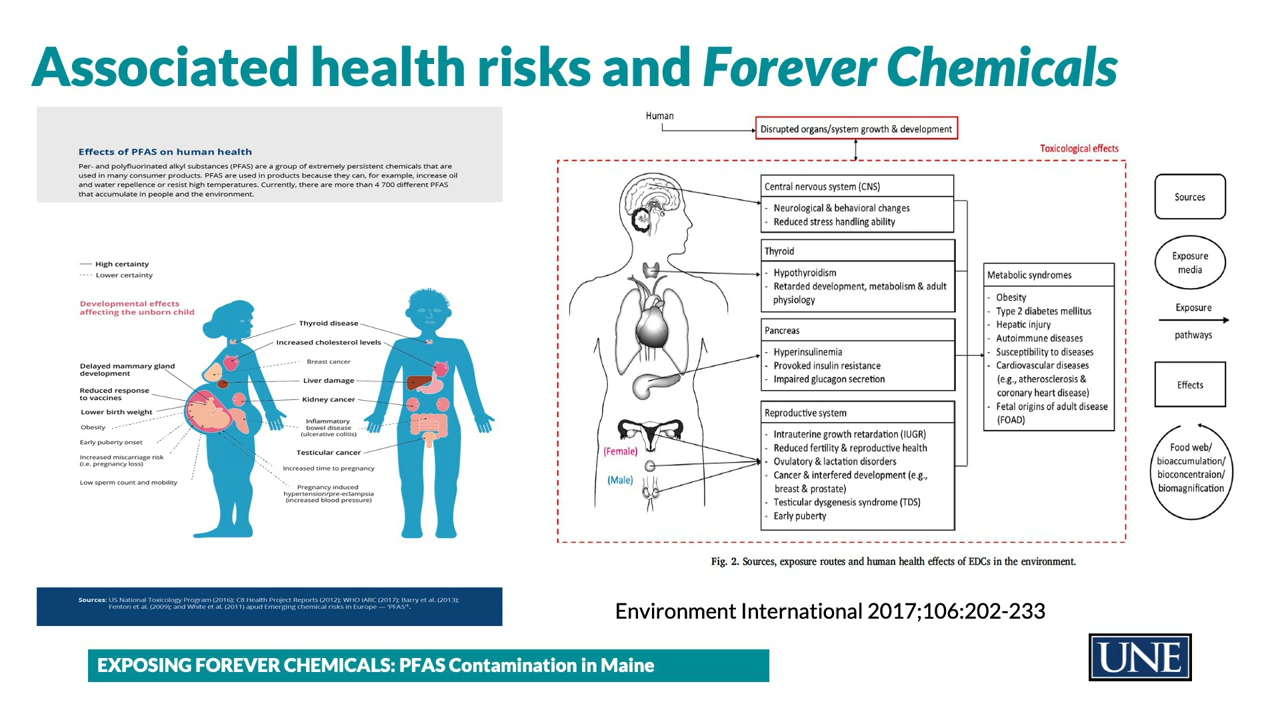 Associated health risks and Forever Chemicals
Effects of PFAS on human health
Per- and polyfluorinated alkyl substances (PFAS) are a group of extremely persistent chemicals that are
used in many consumer products. PFAS are used in products because they can, for example, increase oil
and water repellence or resist high temperatures. Currently, there are more than 4 700 different PFAS
that accumulate in people and the environment.
High certainty
Lower certainty
Developmental effects
affecting the unborn child
Delayed mammary gland
development
Reduced response
to vaccines
Lower birth weight
Obesity
Early puberty onset
Increased miscarriage risk
(i.e. pregnancy loss)
Low sperm count and mobility
Thyroid disease
Increased cholesterol levels
Breast cancer
Liver damage
Kidney cancer
Inflammatory
bowel disease
(ulcerative colitis)
Testicular cancer
Increased time to pregnancy
Pregnancy induced
hypertension/pre-eclampsia
(increased blood pressure)
Sources: US National Toxicology Program (2016); C8 Health Project Reports (2012); WHO IARC (2017); Barry et al. (2013);
Fenton et al. (2009); and White et al. (2011) apud Emerging chemical risks in Europe — 'PFAS'¹.
Human
Disrupted organs/system growth & development
Toxicological effects
Central nervous system (CNS)
- Neurological & behavioral changes
- Reduced stress handling ability
Thyroid
- Hypothyroidism
- Retarded development, metabolism & adult
physiology
Pancreas
- Hyperinsulinemia
- Provoked insulin resistance
- Impaired glucagon secretion
Reproductive system
- Intrauterine growth retardation (IUGR)
- Reduced fertility & reproductive health
- Ovulatory & lactation disorders
- Cancer & interfered development (e.g.,
breast & prostate)
- Testicular dysgenesis syndrome (TDS)
- Early puberty
(Female)
(Male)
Metabolic syndromes
- Obesity
- Type 2 diabetes mellitus
- Hepatic injury
- Autoimmune diseases
- Susceptibility to diseases
- Cardiovascular diseases
(e.g., atherosclerosis &
coronary heart disease)
- Fetal origins of adult disease
(FOAD)
Sources
Exposure
media
Exposure
pathways
Effects
Food web/
bioaccumulation/
bioconcentraion/
biomagnification
Fig. 2. Sources, exposure routes and human health effects of EDCs in the environment.
Environment International 2017;106:202-233
EXPOSING FOREVER CHEMICALS: PFAS Contamination in Maine
UNE